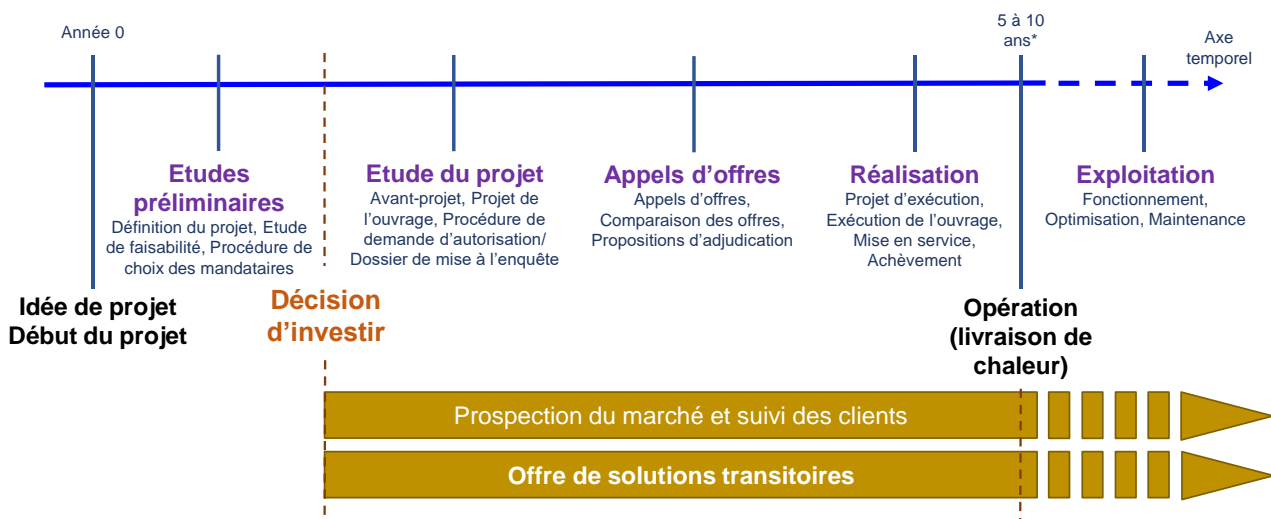 Année 0
5 à 10
ans*
Axe
temporel
Etudes
préliminaires
Définition du projet, Etude
de faisabilité, Procédure de
choix des mandataires
Etude du projet
Avant-projet, Projet de
l’ouvrage, Procédure de
demande d’autorisation/
Dossier de mise à l’enquête
Appels d’offres
Appels d’offres,
Comparaison des offres,
Propositions d’adjudication
Réalisation
Projet d’exécution,
Exécution de l’ouvrage,
Mise en service,
Achèvement
Exploitation
Fonctionnement,
Optimisation, Maintenance
Idée de projet
Début du projet
Décision
d’investir
Opération
(livraison de
chaleur)
Prospection du marché et suivi des clients
Offre de solutions transitoires